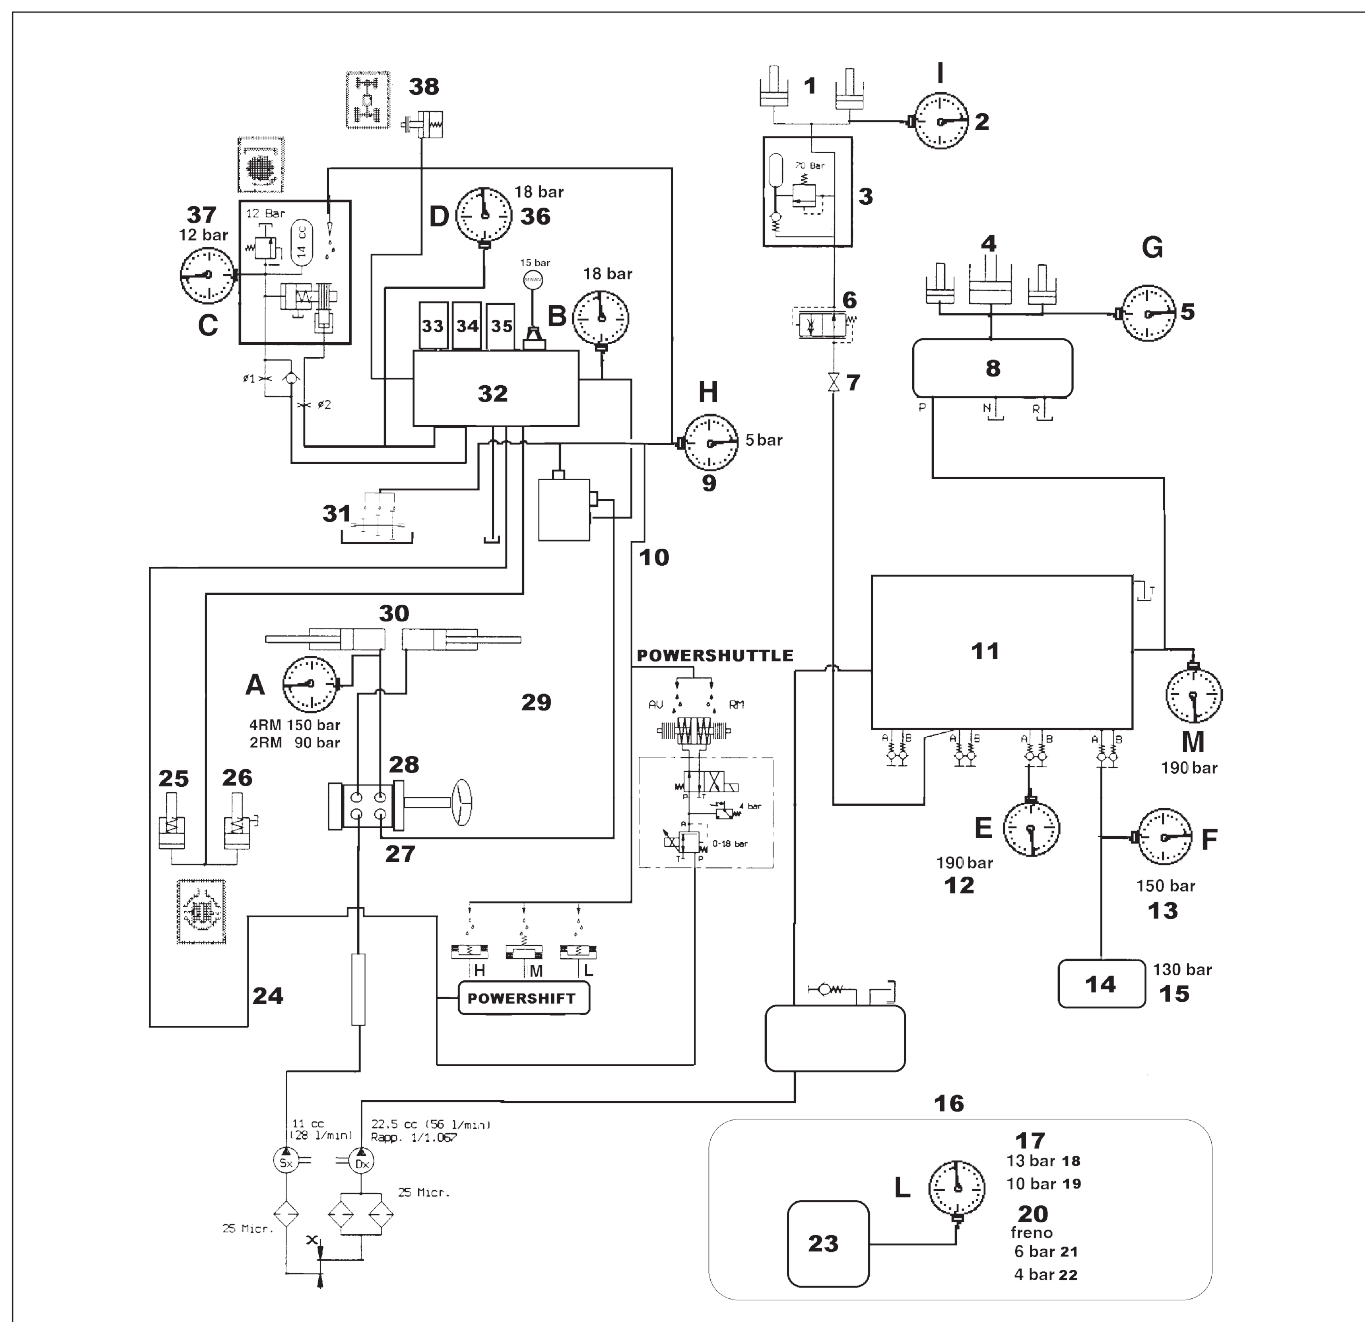 38
I
1
2
20 Bar
3
37
12 bar
12 Bar
14 cc
C
D
18 bar
36
15 bar
18 bar
B
33
34
35
32
ø1
ø2
4
G
5
6
7
8
P
N
R
H
5 bar
9
31
10
T
11
30
A
4RM 150 bar
2RM 90 bar
29
POWERSHUTTLE
AV
RM
P
T
4 bar
A
0-18 bar
T
P
A
B
A
B
A
B
A
B
M
190 bar
E
190 bar
12
F
150 bar
13
14
130 bar
15
25
26
28
27
24
H
M
L
POWERSHIFT
11 cc
(28 l/min)
22.5 cc (56 l/min)
Rapp. 1/1.067
Sx
Dx
25 Micr.
25 Micr.
X
16
17
13 bar 18
10 bar 19
L
20
freno
6 bar 21
4 bar 22
23